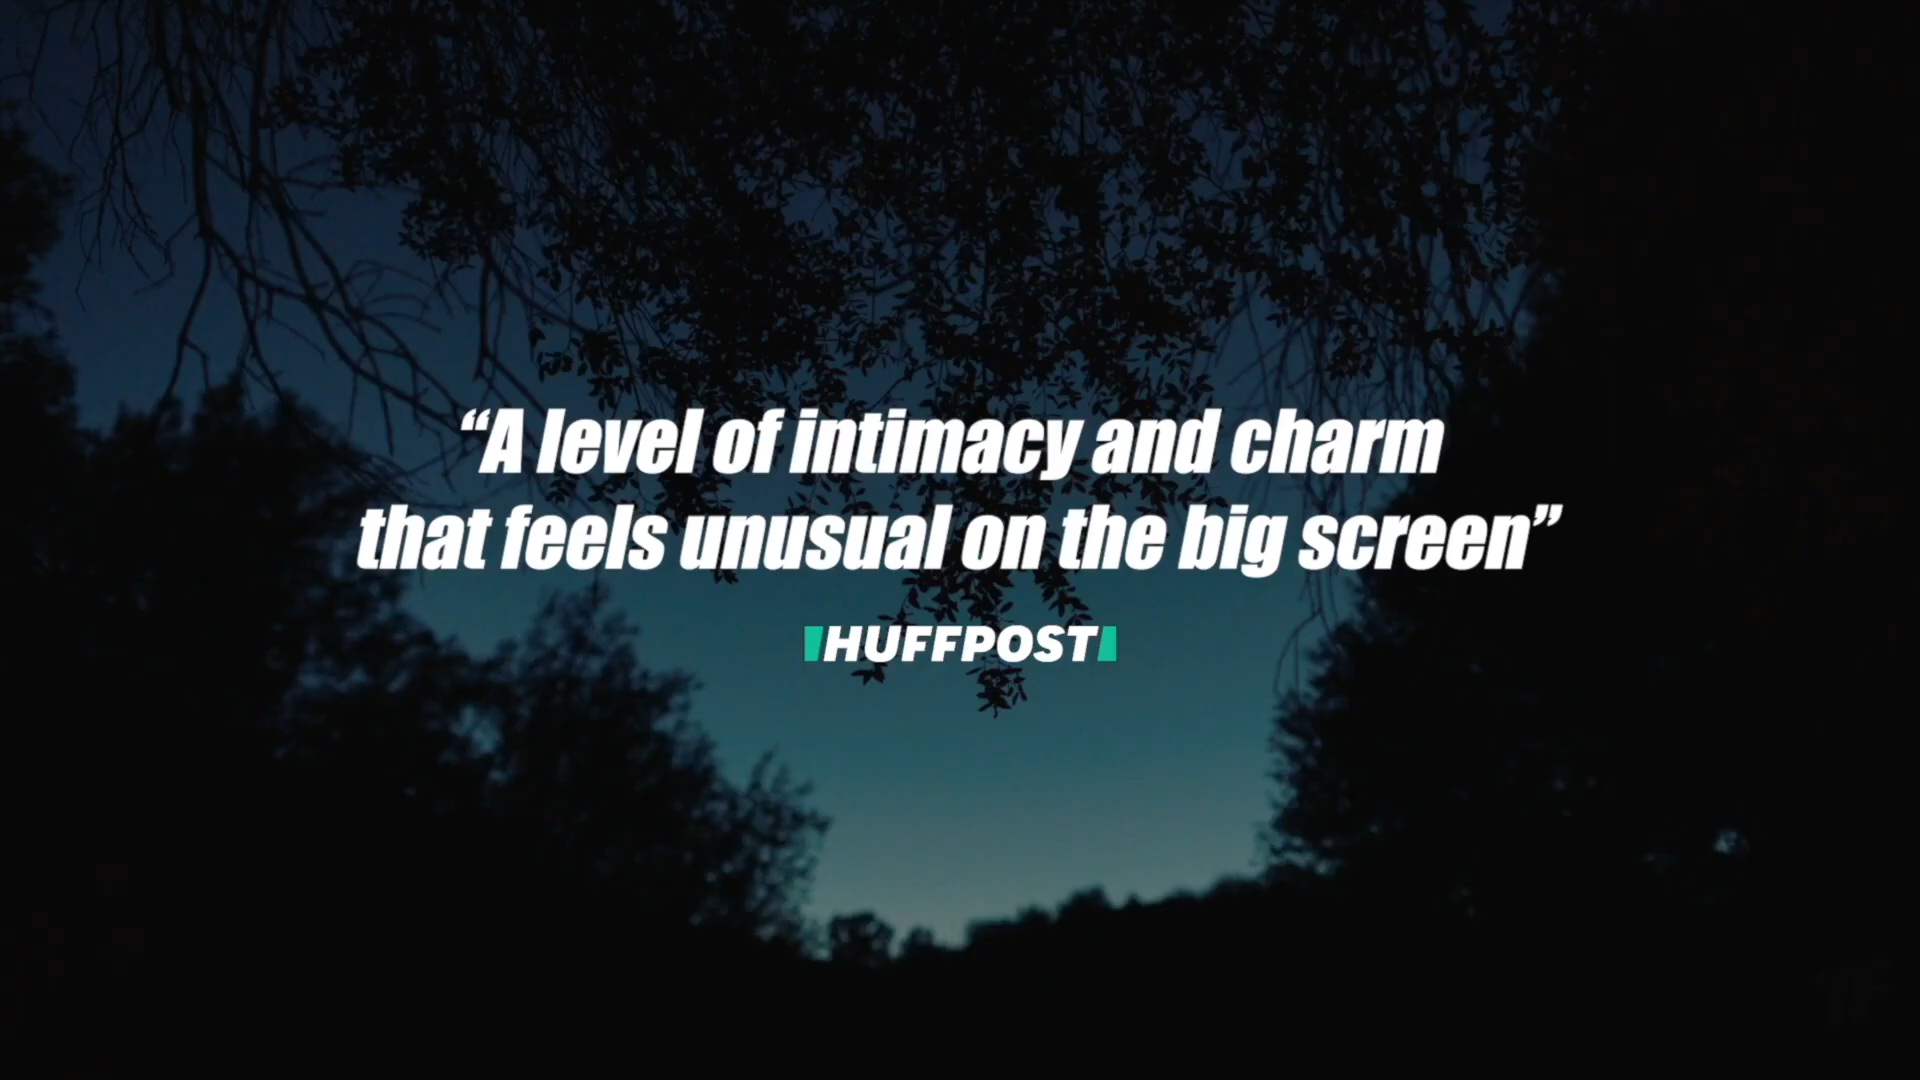 “A level of intimacy and charm
that feels unusual on the big screen”
HUFFPOST